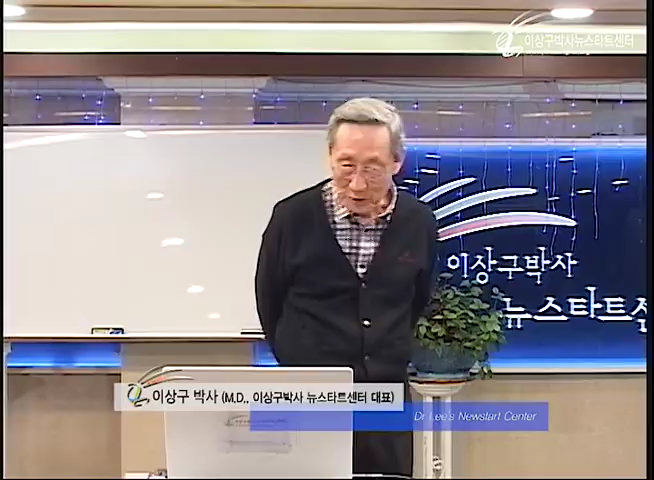 이상구박사뉴스타트센터
이상구박사
뉴스타트센
이상구 박사 (M.D., 이상구박사 뉴스타트센터 대표)
Dr Lee's Newstart Center